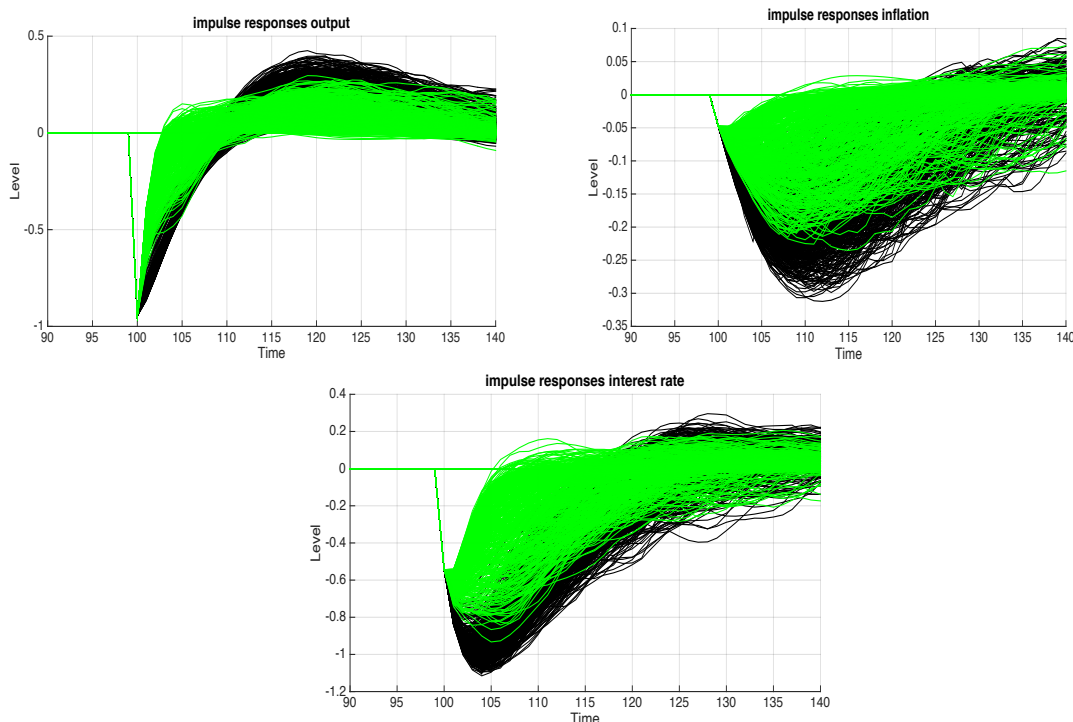 impulse responses output
0.5
0
-0.5
-1
Level
90 95 100 105 110 115 120 125 130 135 140
Time
impulse responses inflation
0.1
0.05
0
-0.05
-0.1
-0.15
-0.2
-0.25
-0.3
-0.35
Level
90 95 100 105 110 115 120 125 130 135 140
Time
impulse responses interest rate
0.4
0.2
0
-0.2
-0.4
-0.6
-0.8
-1
-1.2
Level
90 95 100 105 110 115 120 125 130 135 140
Time